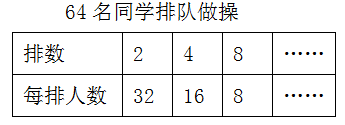 64 名同学排队做操
排数 2 4 8 ……
每排人数 32 16 8 ……